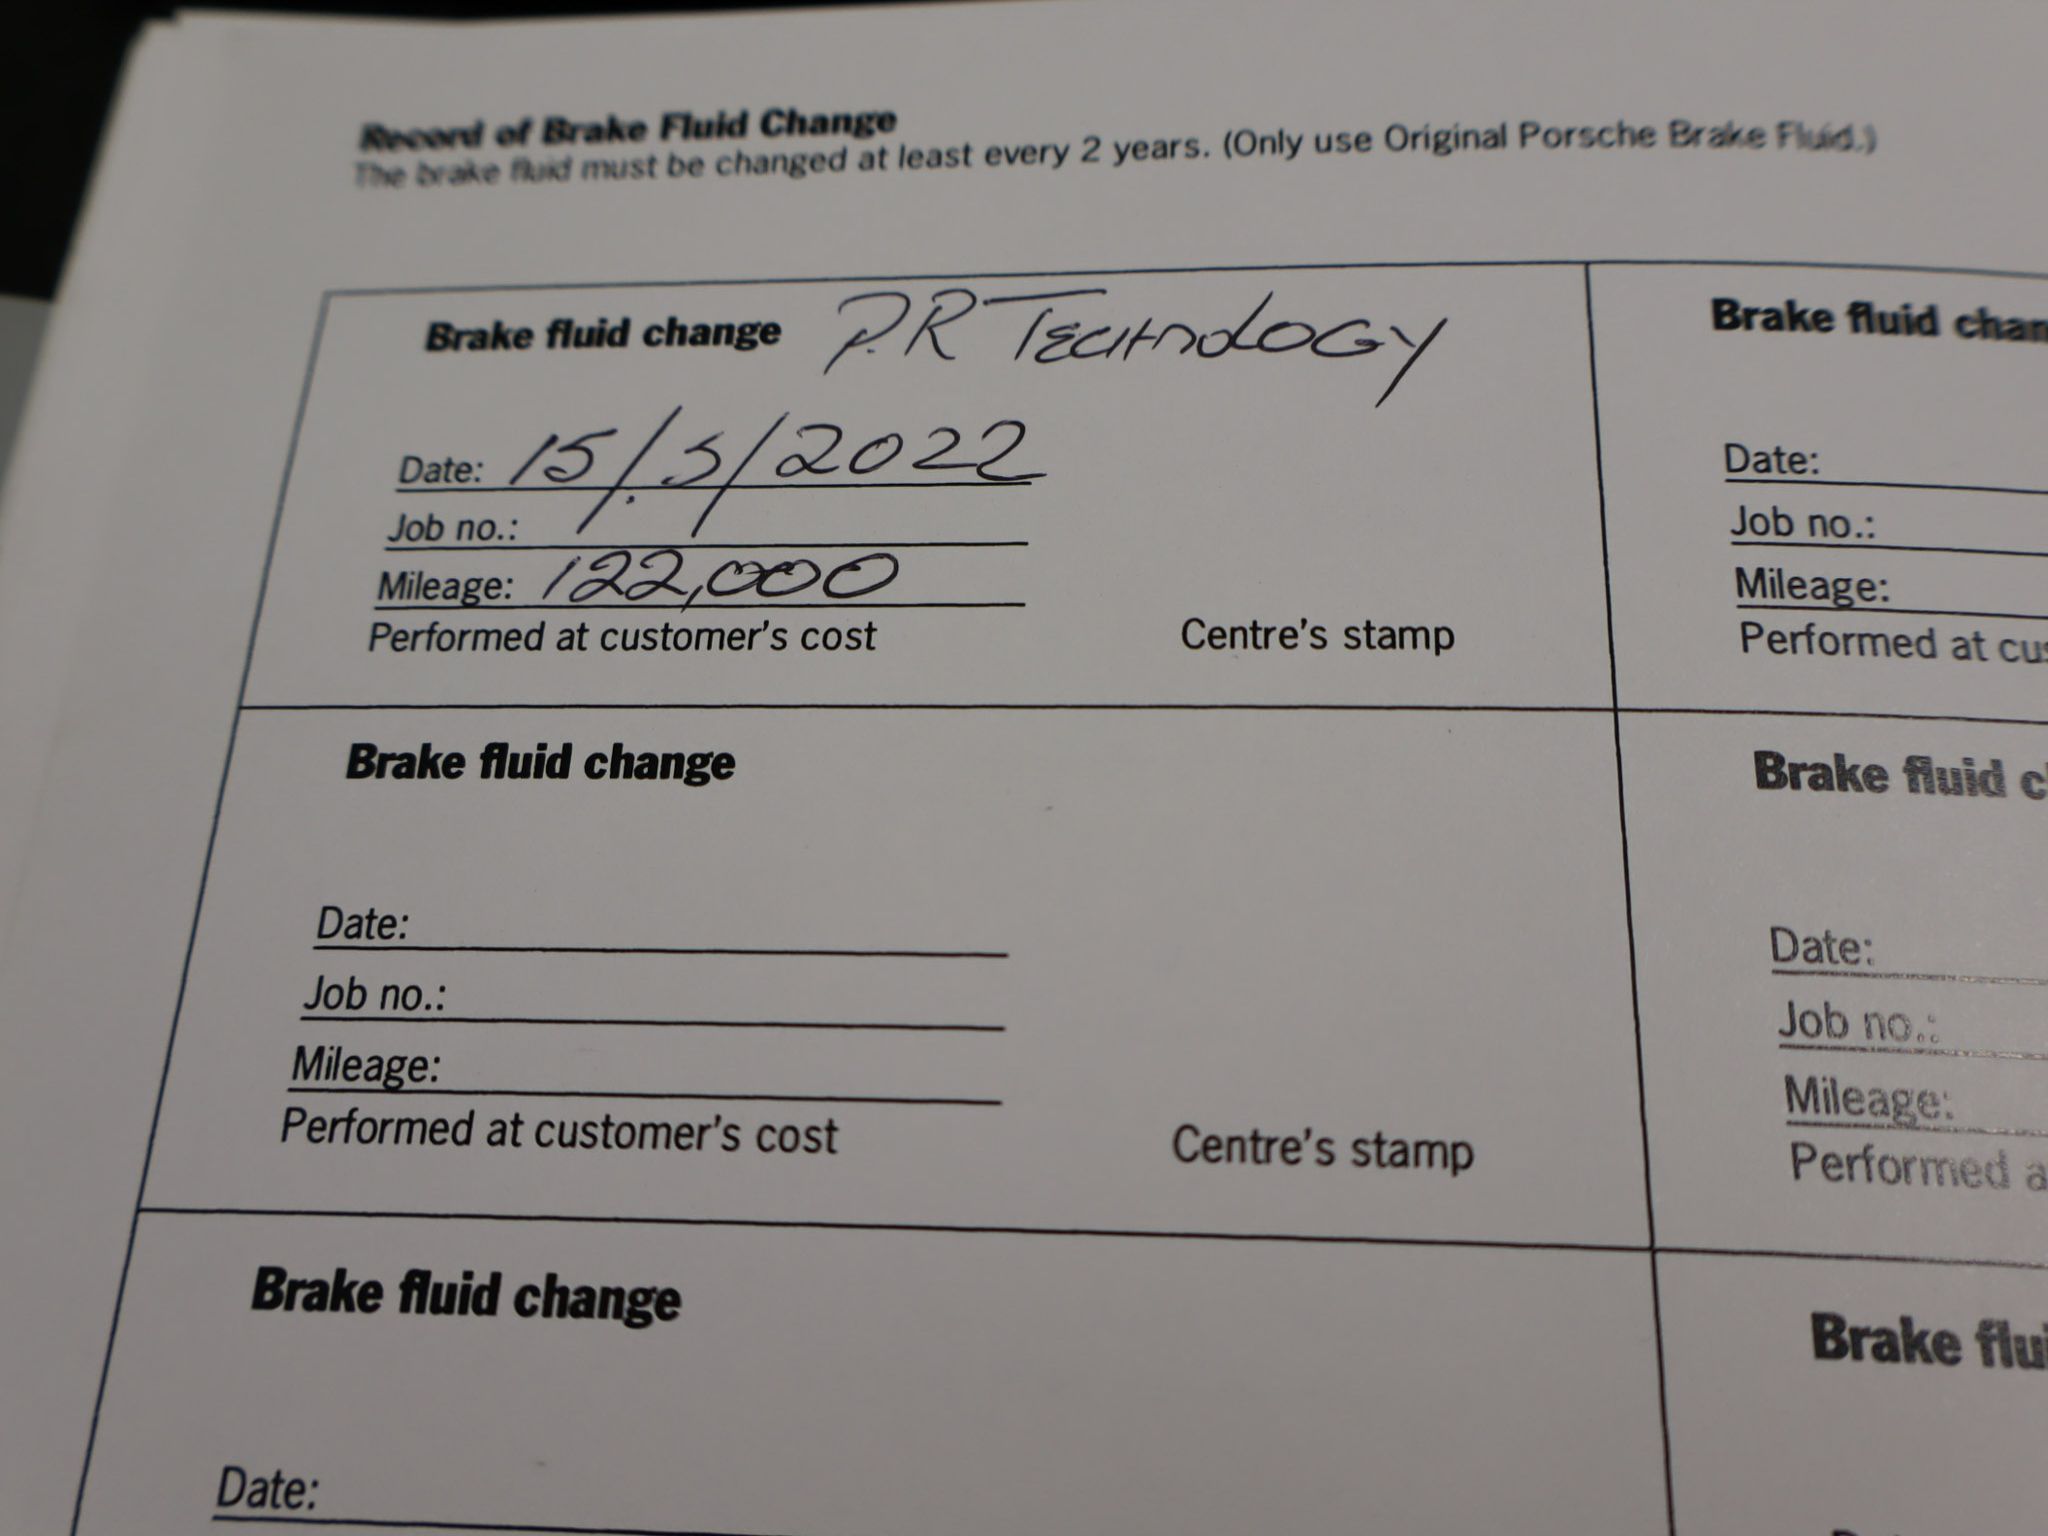 Record of Brake Fluid Change
The brake fluid must be changed at least every 2 years. (Only use Original Porsche Brake Fluid.)
Brake fluid change P.R Technology
Date: 15/5/2022
Job no.:
Mileage: 122,000
Performed at customer's cost Centre's stamp
Brake fluid chan
Date:
Job no.:
Mileage:
Performed at cus
Brake fluid change
Date:
Job no.:
Mileage:
Performed at customer's cost Centre's stamp
Brake fluid c
Date:
Job no.:
Mileage:
Performed a
Brake fluid change
Date:
Brake flui